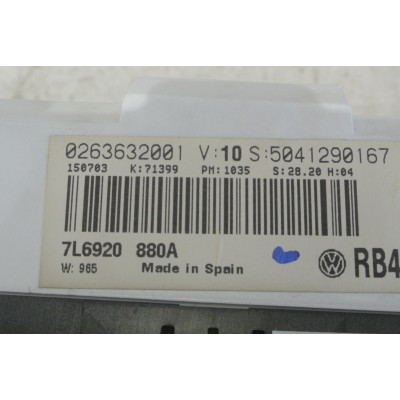 0263632001 V:10 S:5041290167
150703 K:71399 PM:1035 S:28.20 H:04
7L6920 880A RB4
W: 965 Made in Spain